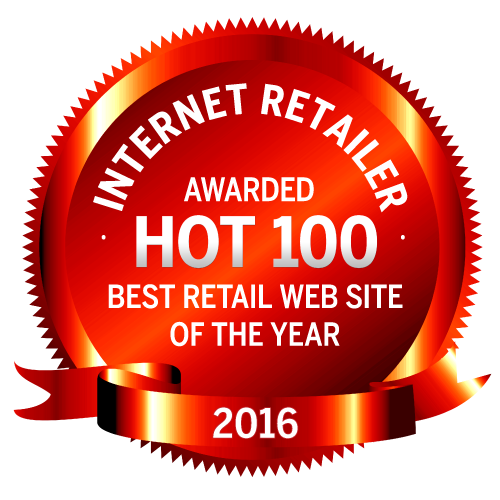 INTERNET RETAILER
AWARDED
HOT 100
BEST RETAIL WEB SITE
OF THE YEAR
2016